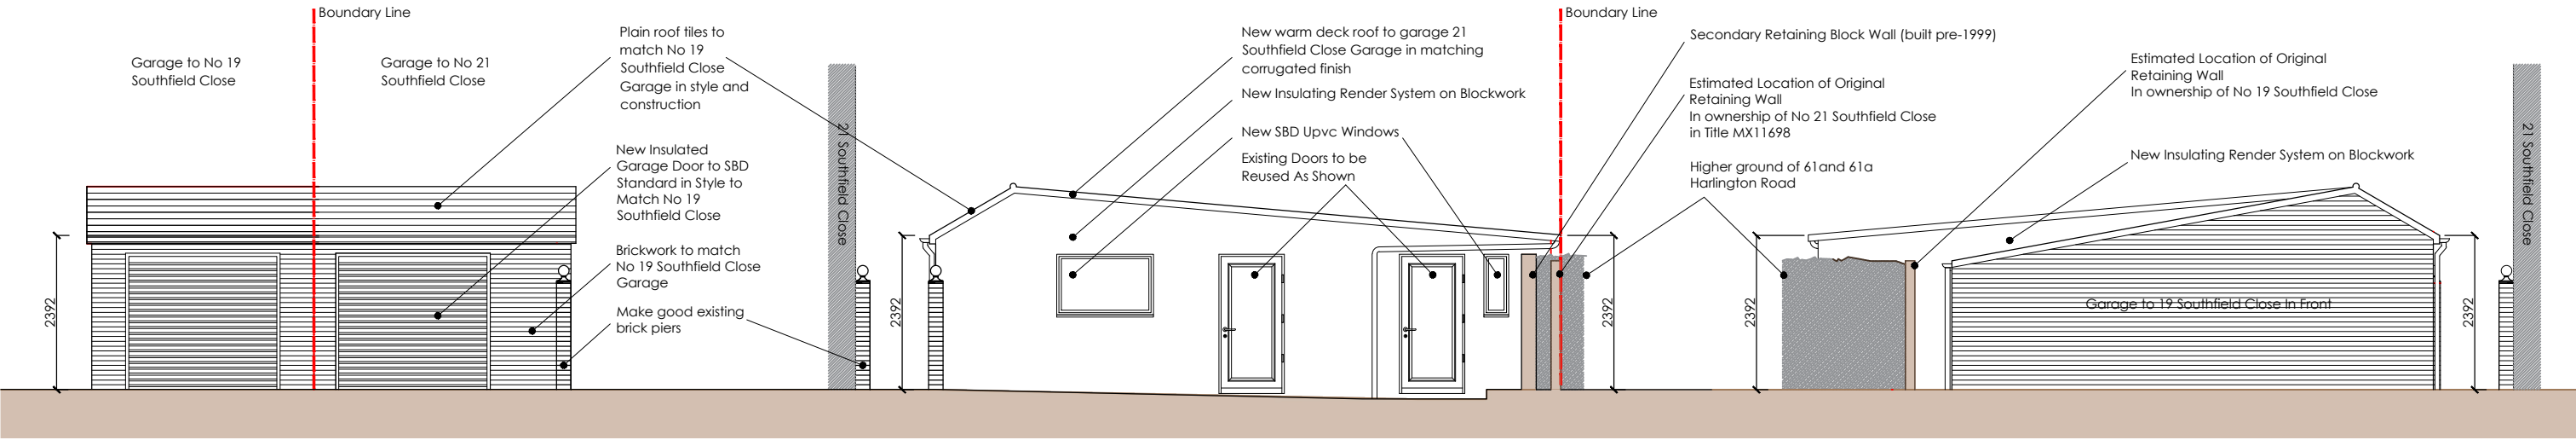 Boundary Line
Garage to No 19
Southfield Close
Garage to No 21
Southfield Close
Plain roof tiles to
match No 19
Southfield Close
Garage in style and
construction
New Insulated
Garage Door to SBD
Standard in Style to
Match No 19
Southfield Close
Brickwork to match
No 19 Southfield Close
Garage
Make good existing
brick piers
2392
21 Southfield Close
2392
New warm deck roof to garage 21
Southfield Close Garage in matching
corrugated finish
New Insulating Render System on Blockwork
New SBD Upvc Windows
Existing Doors to be
Reused As Shown
Boundary Line
Secondary Retaining Block Wall (built pre-1999)
Estimated Location of Original
Retaining Wall
In ownership of No 21 Southfield Close
in Title MX11698
Higher ground of 61and 61a
Harlington Road
2392
2392
Estimated Location of Original
Retaining Wall
In ownership of No 19 Southfield Close
New Insulating Render System on Blockwork
Garage to 19 Southfield Close In Front
2392
21 Southfield Close